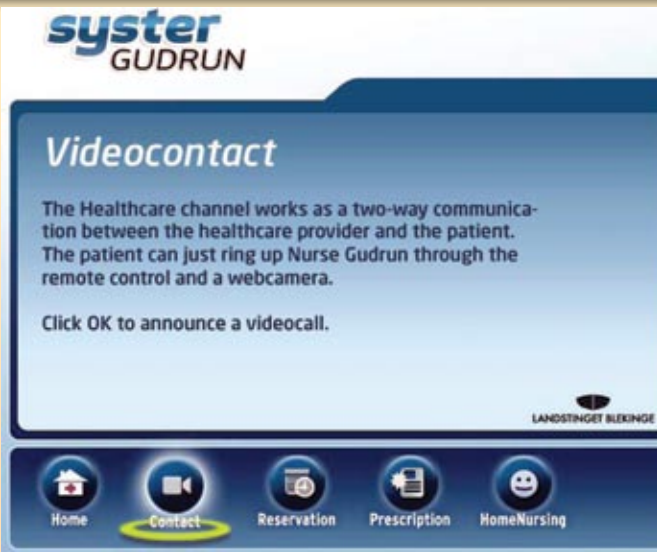 syster
GUDRUN
Videocontact
The Healthcare channel works as a two-way communica-
tion between the healthcare provider and the patient.
The patient can just ring up Nurse Gudrun through the
remote control and a webcamera.
Click OK to announce a videocall.
LANDSTINGET BLEKINGE
Home Contact Reservation Prescription HomeNursing